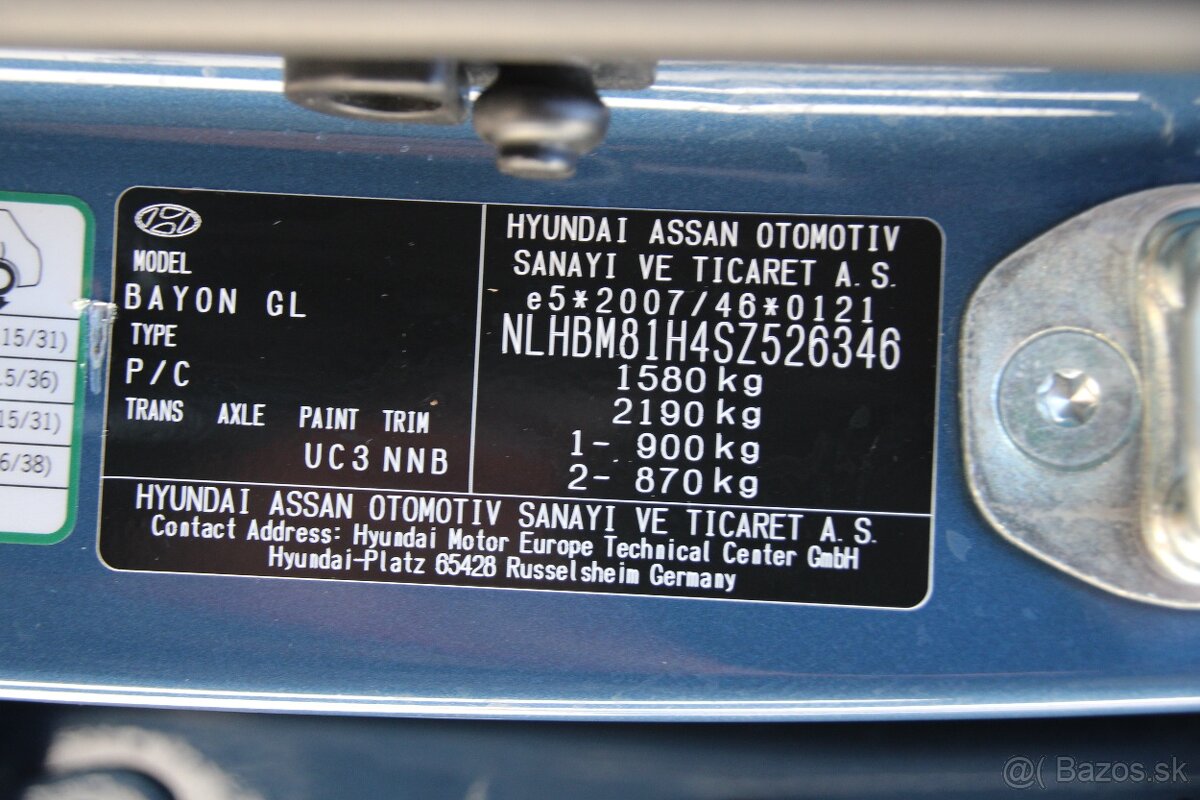 MODEL
BAYON GL
TYPE
P/C
TRANS AXLE PAINT TRIM
UC3 NNB
HYUNDAI ASSAN OTOMOTIV
SANAYI VE TICARET A.S.
e5*2007/46*0121
NLHBM81H4SZ526346
1580 kg
2190 kg
1- 900 kg
2- 870 kg
HYUNDAI ASSAN OTOMOTIV SANAYI VE TICARET A.S.
Contact Address: Hyundai Motor Europe Technical Center GmbH
Hyundai-Platz 65428 Russelsheim Germany
15/31)
5/36)
15/31)
6/38)
@( Bazos.sk